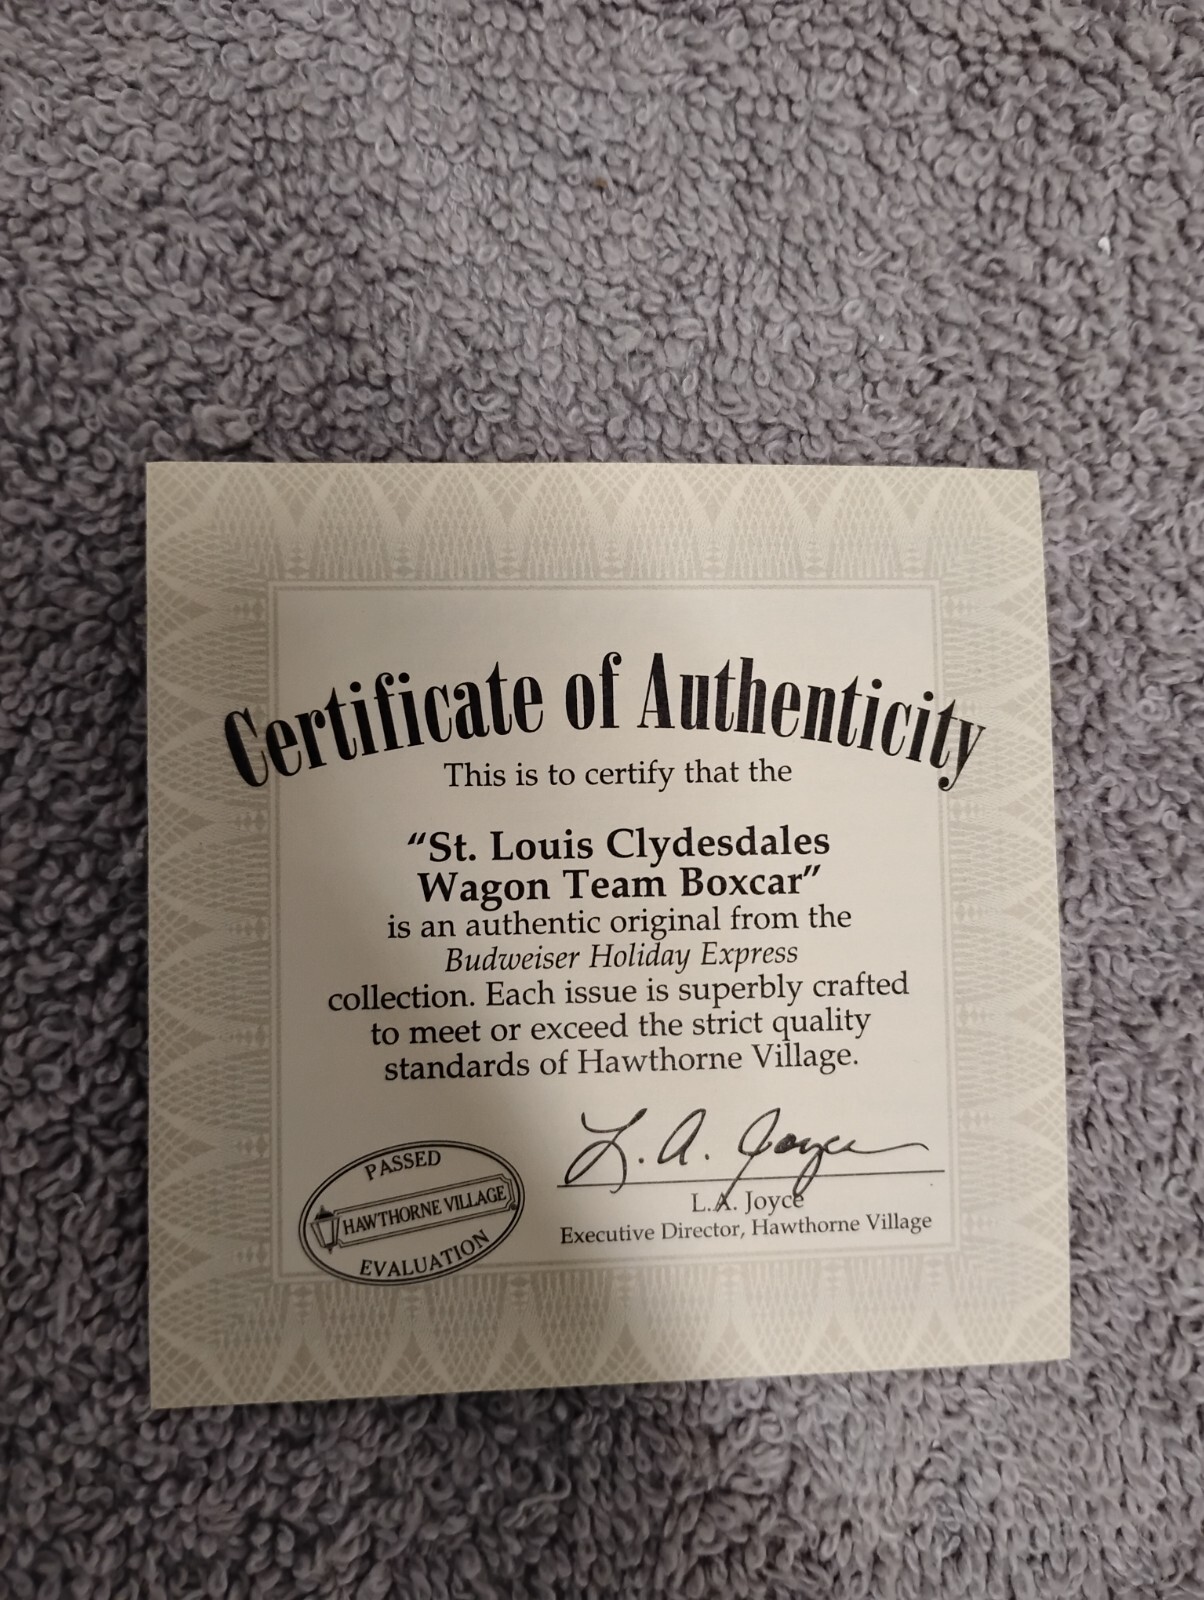 Certificate of Authenticity
This is to certify that the
"St. Louis Clydesdales
Wagon Team Boxcar"
is an authentic original from the
Budweiser Holiday Express
collection. Each issue is superbly crafted
to meet or exceed the strict quality
standards of Hawthorne Village.
L. A. Joyce
L.A. Joyce
Executive Director, Hawthorne Village
PASSED
HAWTHORNE VILLAGE
EVALUATION